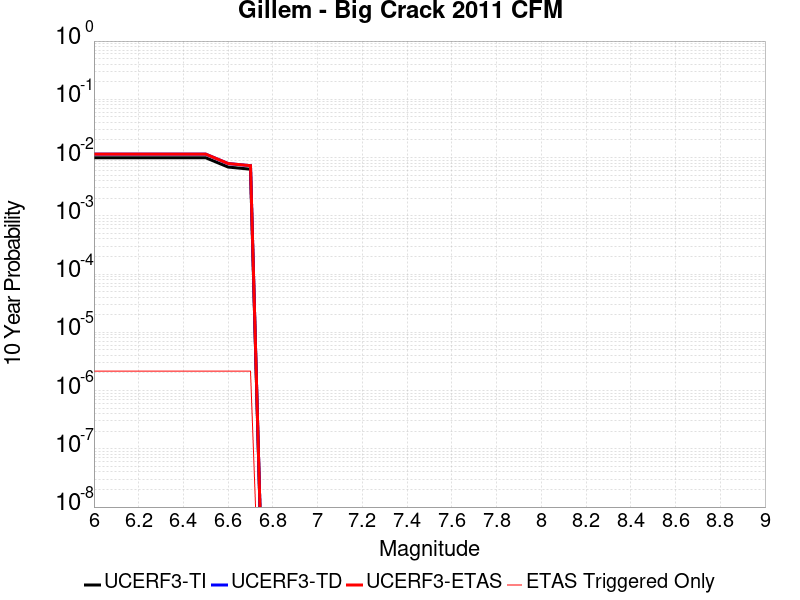 Gillem - Big Crack 2011 CFM
10 0
10 -1
10 -2
10 -3
10 -4
10 -5
10 -6
10 -7
10 -8
10 Year Probability
6 6.2 6.4 6.6 6.8 7 7.2 7.4 7.6 7.8 8 8.2 8.4 8.6 8.8 9
Magnitude
UCERF3-TI UCERF3-TD UCERF3-ETAS ETAS Triggered Only